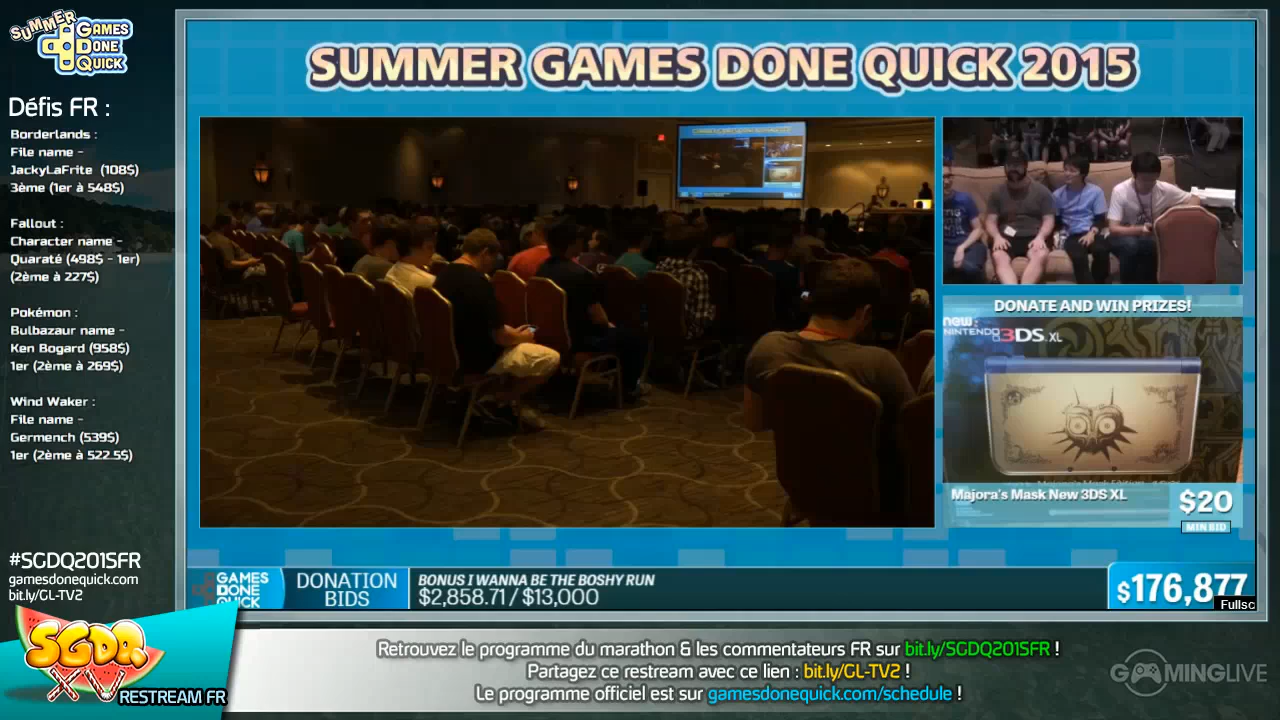 SUMMER
GAMES
DONE
QUICK
Défis FR :
Borderlands :
File name -
JackyLaFrite (108$)
3ème (1er à 548$)
Fallout :
Character name -
Quaraté (498$ - 1er)
(2ème à 227$)
Pokémon :
Bulbazaur name -
Ken Bogard (958$)
1er (2ème à 269$)
Wind Waker :
File name -
Germench (539$)
1er (2ème à 522.5$)
#SGDQ2015FR
gamesdonequick.com
bit.ly/GL-TV2
SGDQ
XV
RESTREAM FR
SUMMER GAMES DONE QUICK 2015
DONATE AND WIN PRIZES!
new
NINTENDO 3DS XL
Majora's Mask New 3DS XL
$20
MIN BID
GAMES
DONE
QUICK
DONATION
BIDS
BONUS I WANNA BE THE BOSHY RUN
$2,858.71 / $13,000
$176,877
Fullsc
Retrouvez le programme du marathon & les commentateurs FR sur bit.ly/SGDQ2015FR !
Partagez ce restream avec ce lien : bit.ly/GL-TV2 !
Le programme officiel est sur gamesdonequick.com/schedule !
GAMINGLIVE